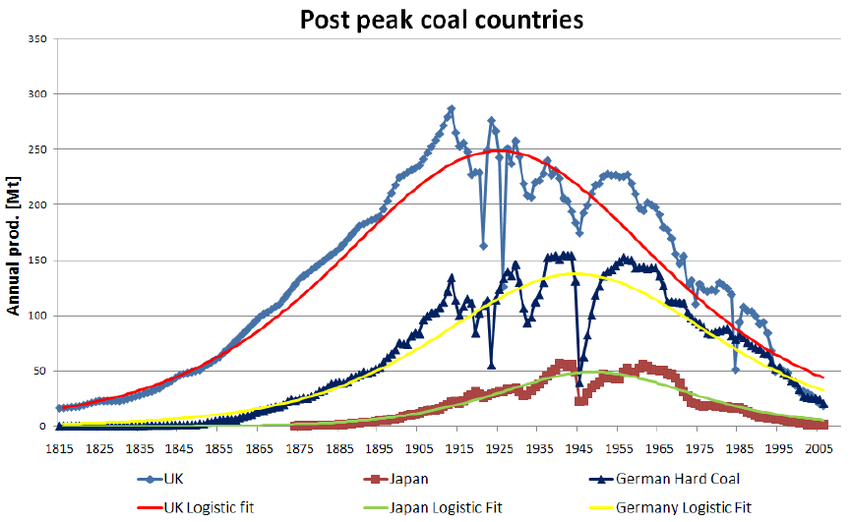 Post peak coal countries
Annual prod. [Mt]
350
300
250
200
150
100
50
0
1815 1825 1835 1845 1855 1865 1875 1885 1895 1905 1915 1925 1935 1945 1955 1965 1975 1985 1995 2005
UK Japan German Hard Coal
UK Logistic fit Japan Logistic Fit Germany Logistic Fit